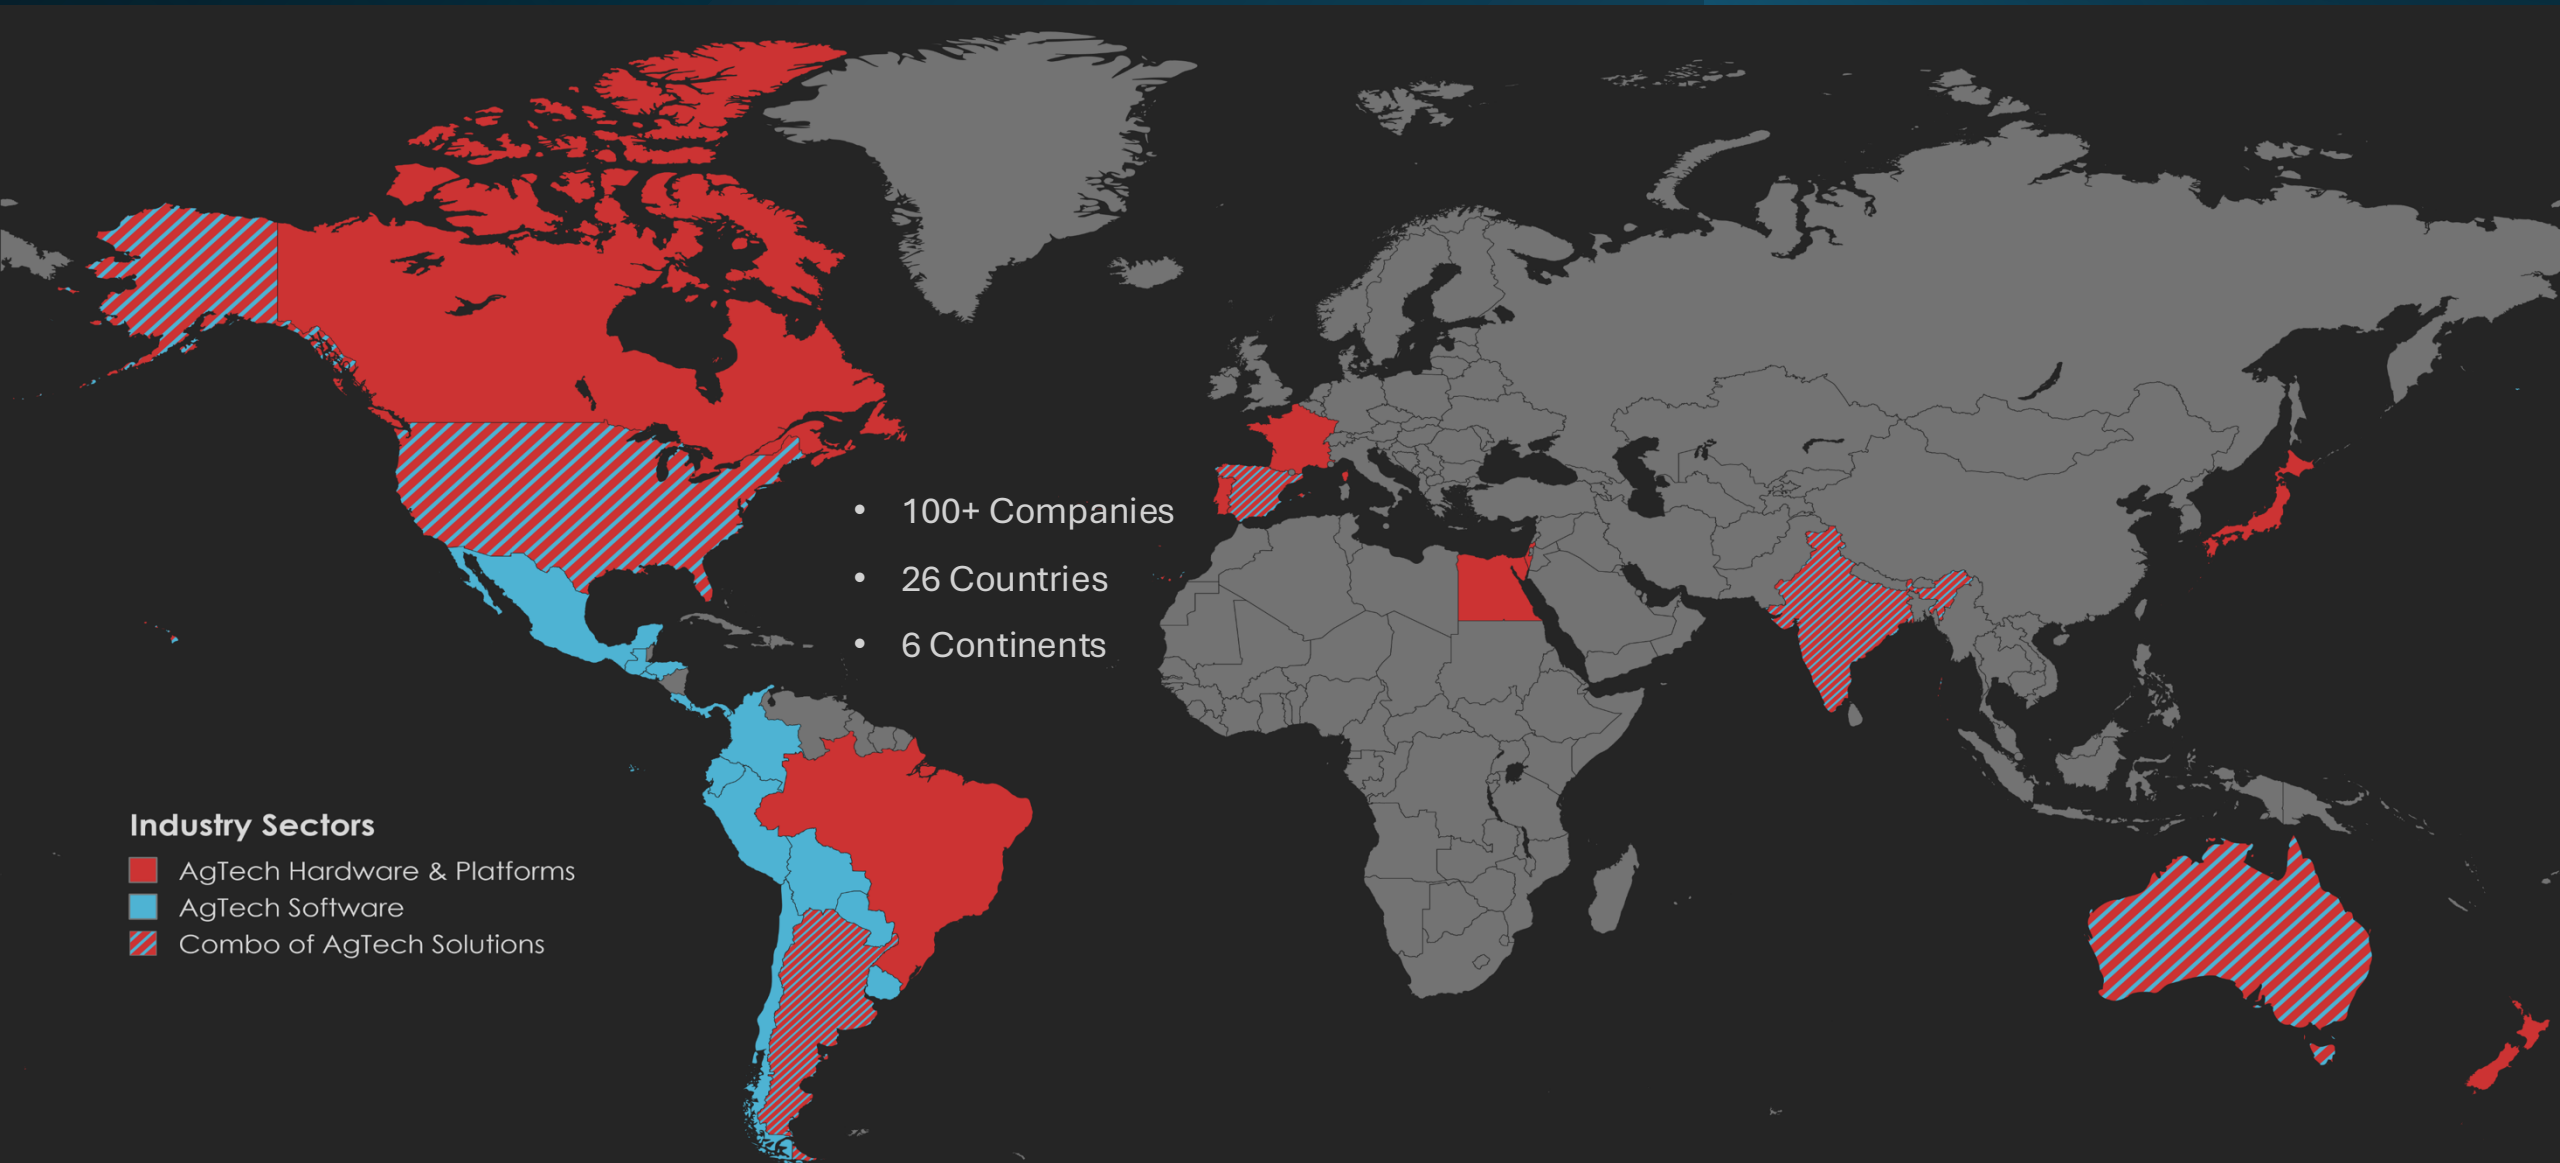 • 100+ Companies
• 26 Countries
• 6 Continents
Industry Sectors
AgTech Hardware & Platforms
AgTech Software
Combo of AgTech Solutions